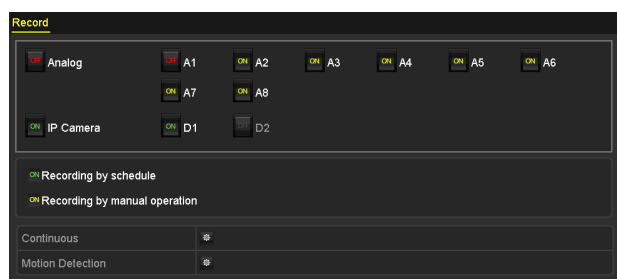 Record
OFF Analog OFF A1 ON A2 ON A3 ON A4 ON A5 ON A6
ON A7 ON A8
ON IP Camera ON D1 OFF D2
ON Recording by schedule
ON Recording by manual operation
Continuous
Motion Detection